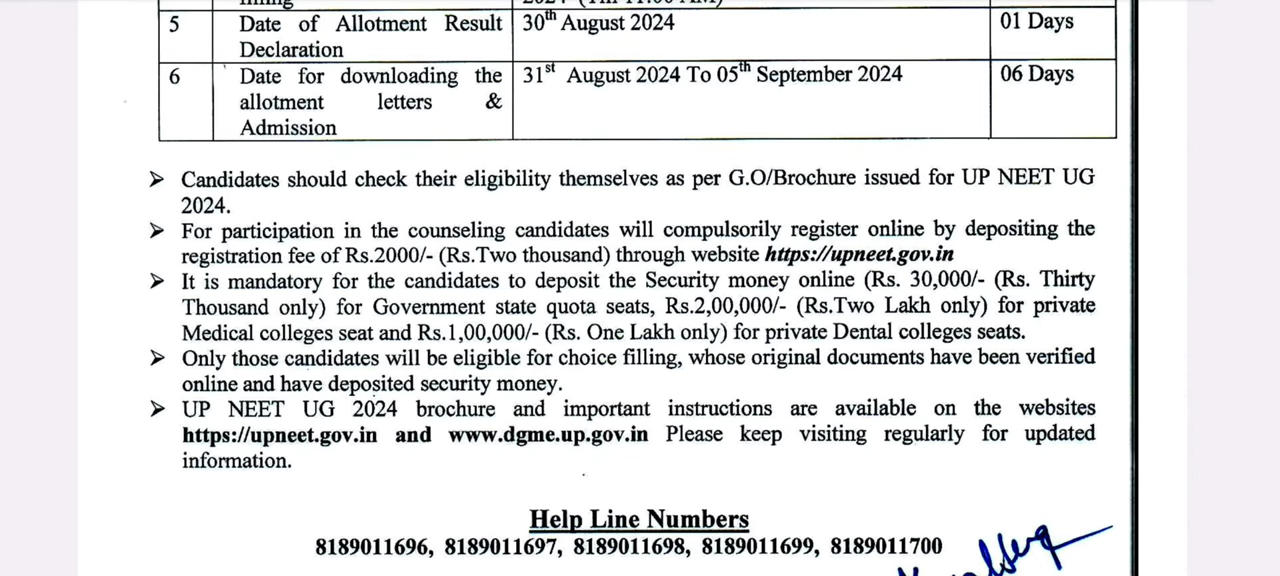 5 Date of Allotment Result 30th August 2024 01 Days
Declaration
6 Date for downloading the 31st August 2024 To 05th September 2024 06 Days
allotment letters &
Admission
➢ Candidates should check their eligibility themselves as per G.O/Brochure issued for UP NEET UG
2024.
➢ For participation in the counseling candidates will compulsorily register online by depositing the
registration fee of Rs.2000/- (Rs.Two thousand) through website https://upneet.gov.in
➢ It is mandatory for the candidates to deposit the Security money online (Rs. 30,000/- (Rs. Thirty
Thousand only) for Government state quota seats, Rs.2,00,000/- (Rs.Two Lakh only) for private
Medical colleges seat and Rs.1,00,000/- (Rs. One Lakh only) for private Dental colleges seats.
➢ Only those candidates will be eligible for choice filling, whose original documents have been verified
online and have deposited security money.
➢ UP NEET UG 2024 brochure and important instructions are available on the websites
https://upneet.gov.in and www.dgme.up.gov.in Please keep visiting regularly for updated
information.
Help Line Numbers
8189011696, 8189011697, 8189011698, 8189011699, 8189011700